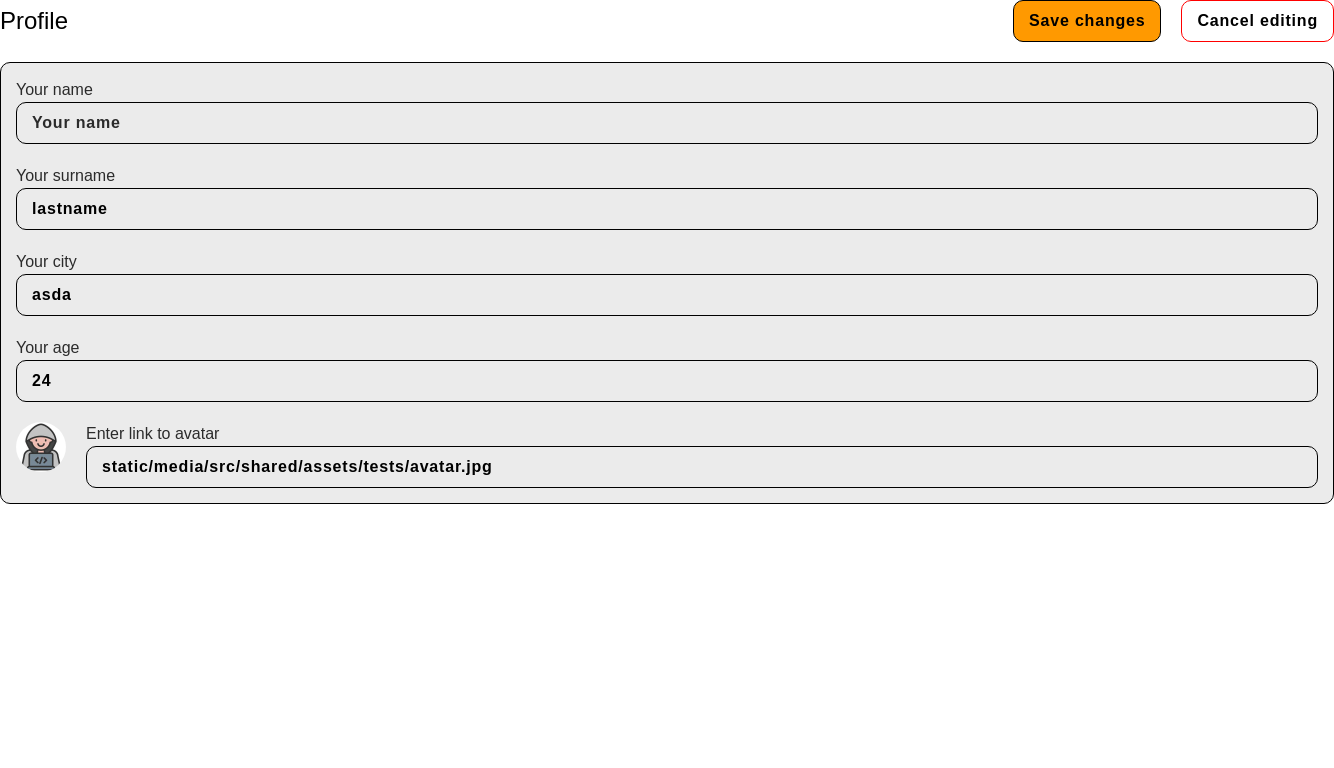 Profile
Save changes
Cancel editing
Your name
Your name
Your surname
lastname
Your city
asda
Your age
24
Enter link to avatar
static/media/src/shared/assets/tests/avatar.jpg